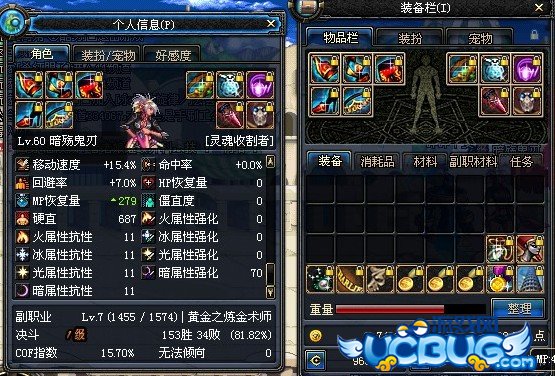 个人信息(P)
角色 装扮/宠物 好感度
Lv.60 暗殇鬼刃 [灵魂收割者]
移动速度 +15.4% 命中率 +0.0%
回避率 +7.0% HP恢复量 0
MP恢复量 279 僵直度 0
硬直 687 火属性强化 0
火属性抗性 11 冰属性强化 0
冰属性抗性 11 光属性强化 0
光属性抗性 11 暗属性强化 70
暗属性抗性 11
副职业 Lv.7 (1455 / 1574) | 黄金之炼金术师
决斗 7级 153胜 34败 (81.82%)
COF指数 15.70% 无法倾向 0
装备栏(I)
物品栏 装扮 宠物
装备 消耗品 材料 副职材料 任务
重量 整理
点
UCBUG.com